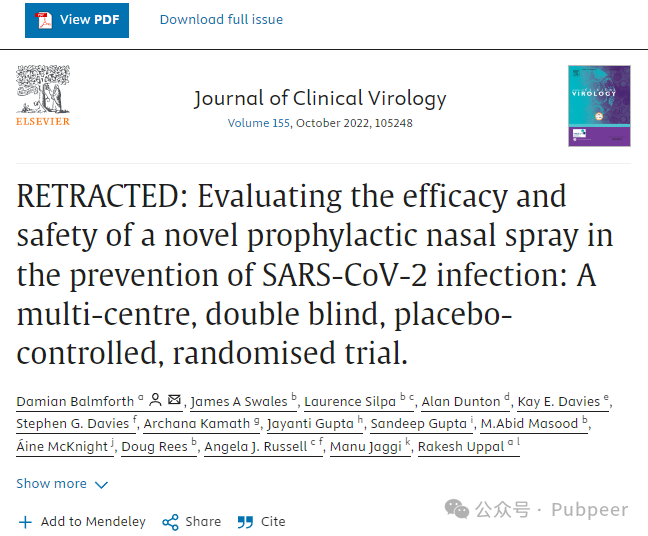 View PDF Download full issue
ELSEVIER
Journal of Clinical Virology
Volume 155, October 2022, 105248
VIROLOGY
RETRACTED: Evaluating the efficacy and
safety of a novel prophylactic nasal spray in
the prevention of SARS-CoV-2 infection: A
multi-centre, double blind, placebo-
controlled, randomised trial.
Damian Balmforth a, James A Swales b, Laurence Silpa b c, Alan Dunton d, Kay E. Davies e,
Stephen G. Davies f, Archana Kamath g, Jayanti Gupta h, Sandeep Gupta i, M.Abid Masood b,
Áine McKnight j, Doug Rees b, Angela J. Russell c f, Manu Jaggi k, Rakesh Uppal a l
Show more
公众号 · Pubpeer
Add to Mendeley Share Cite